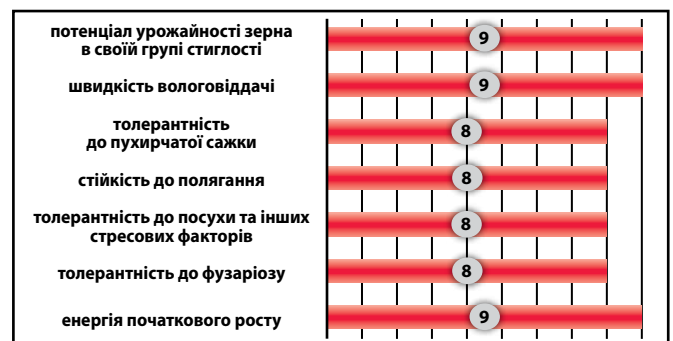 потенціал урожайності зерна
в своїй групі стиглості
9
швидкість вологовіддачі
9
толерантність
до пухирчатої сажки
8
стійкість до полягання
8
толерантність до посухи та інших
стресових факторів
8
толерантність до фузаріозу
8
енергія початкового росту
9